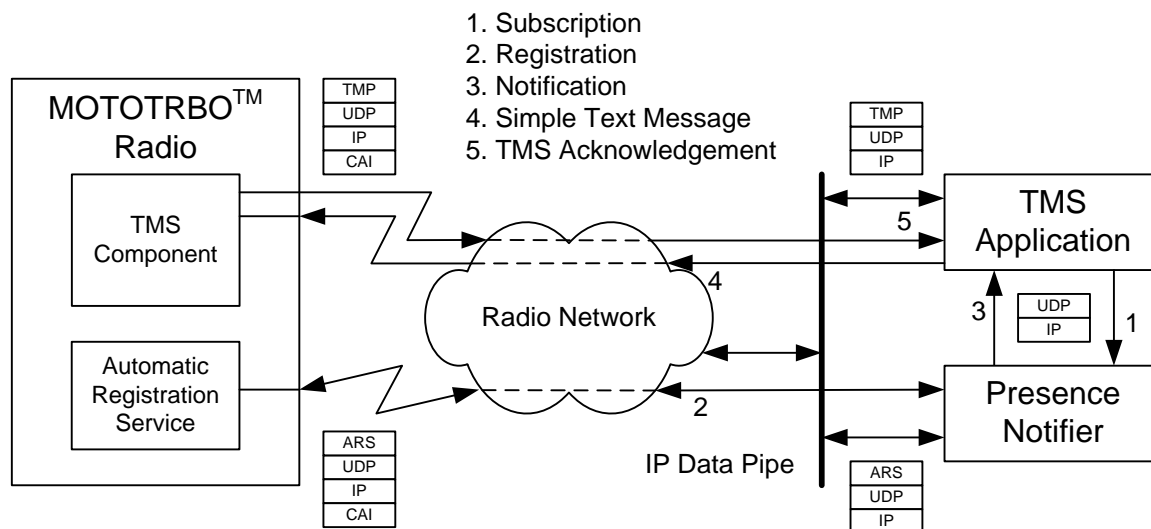 1. Subscription
2. Registration
3. Notification
4. Simple Text Message
5. TMS Acknowledgement
MOTOTRBO™
Radio
TMP
UDP
IP
CAI
TMS
Component
Automatic
Registration
Service
ARS
UDP
IP
CAI
Radio Network
4
2
IP Data Pipe
TMP
UDP
IP
5
TMS
Application
3
UDP
IP
1
Presence
Notifier
ARS
UDP
IP